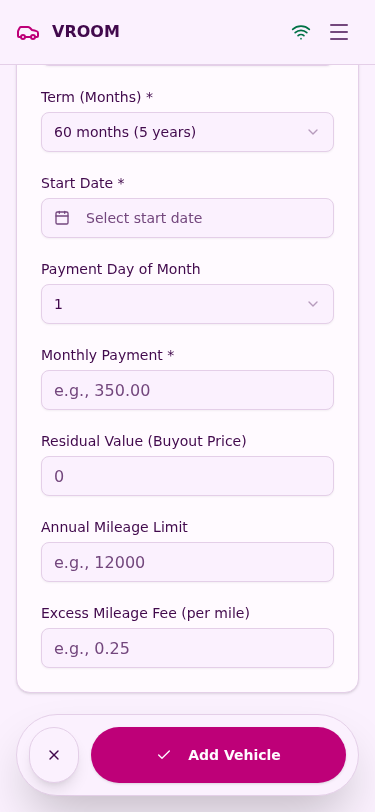 VROOM
Term (Months) *
60 months (5 years)
Start Date *
Select start date
Payment Day of Month
1
Monthly Payment *
e.g., 350.00
Residual Value (Buyout Price)
0
Annual Mileage Limit
e.g., 12000
Excess Mileage Fee (per mile)
e.g., 0.25
Add Vehicle